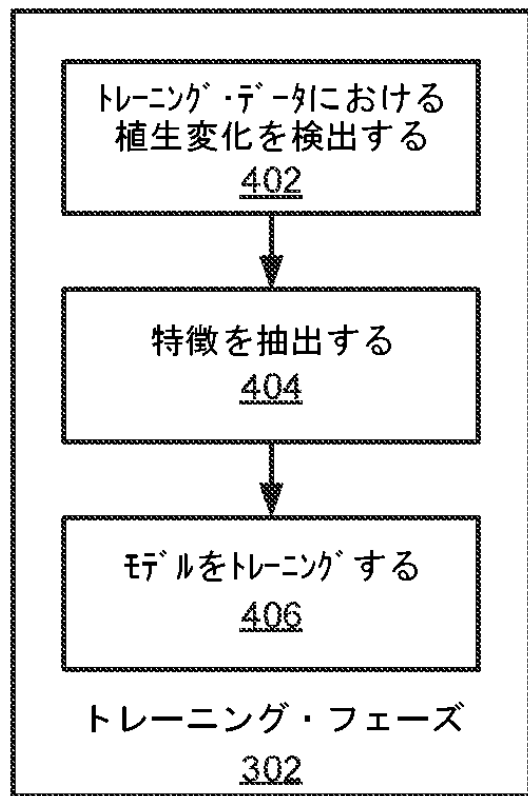 ﾄﾚｰﾆﾝｸﾞ・ﾃﾞｰﾀにおける
植生変化を検出する
402
特徴を抽出する
404
ﾓﾃﾞﾙをﾄﾚｰﾆﾝｸﾞする
406
トレーニング・フェーズ
302